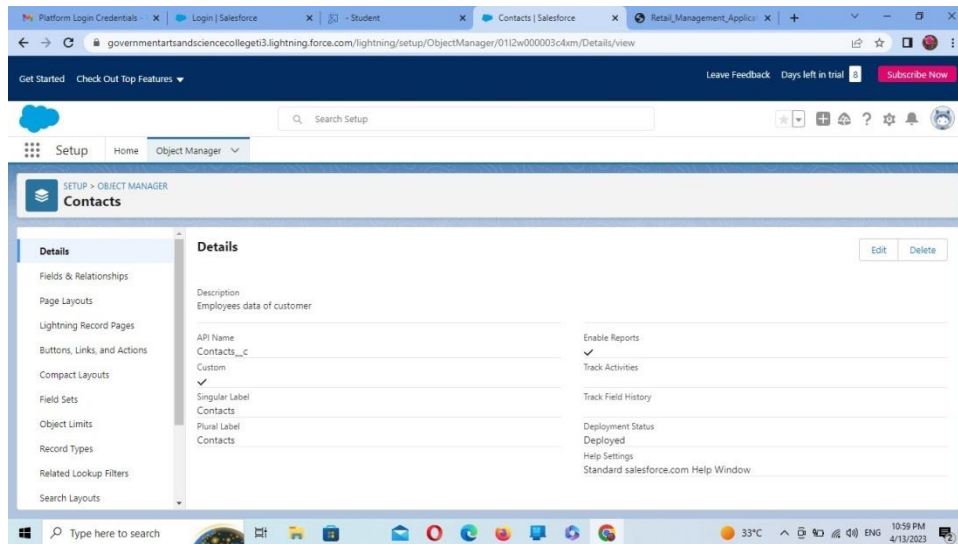 Platform Login Credentials -
Login | Salesforce
- Student
Contacts | Salesforce
Retail_Management_Applica
governmentartsandsciencecollegeti3.lightning.force.com/lightning/setup/ObjectManager/01I2w000003c4xm/Details/view
Get Started Check Out Top Features
Leave Feedback Days left in trial 8 Subscribe Now
Search Setup
Setup Home Object Manager
SETUP > OBJECT MANAGER
Contacts
Details
Fields & Relationships
Page Layouts
Lightning Record Pages
Buttons, Links, and Actions
Compact Layouts
Field Sets
Object Limits
Record Types
Related Lookup Filters
Search Layouts
Details
Edit Delete
Description
Employees data of customer
API Name
Contacts__c
Custom
Singular Label
Contacts
Plural Label
Contacts
Enable Reports
Track Activities
Track Field History
Deployment Status
Deployed
Help Settings
Standard salesforce.com Help Window
Type here to search
33°C
ENG
10:59 PM
4/13/2023